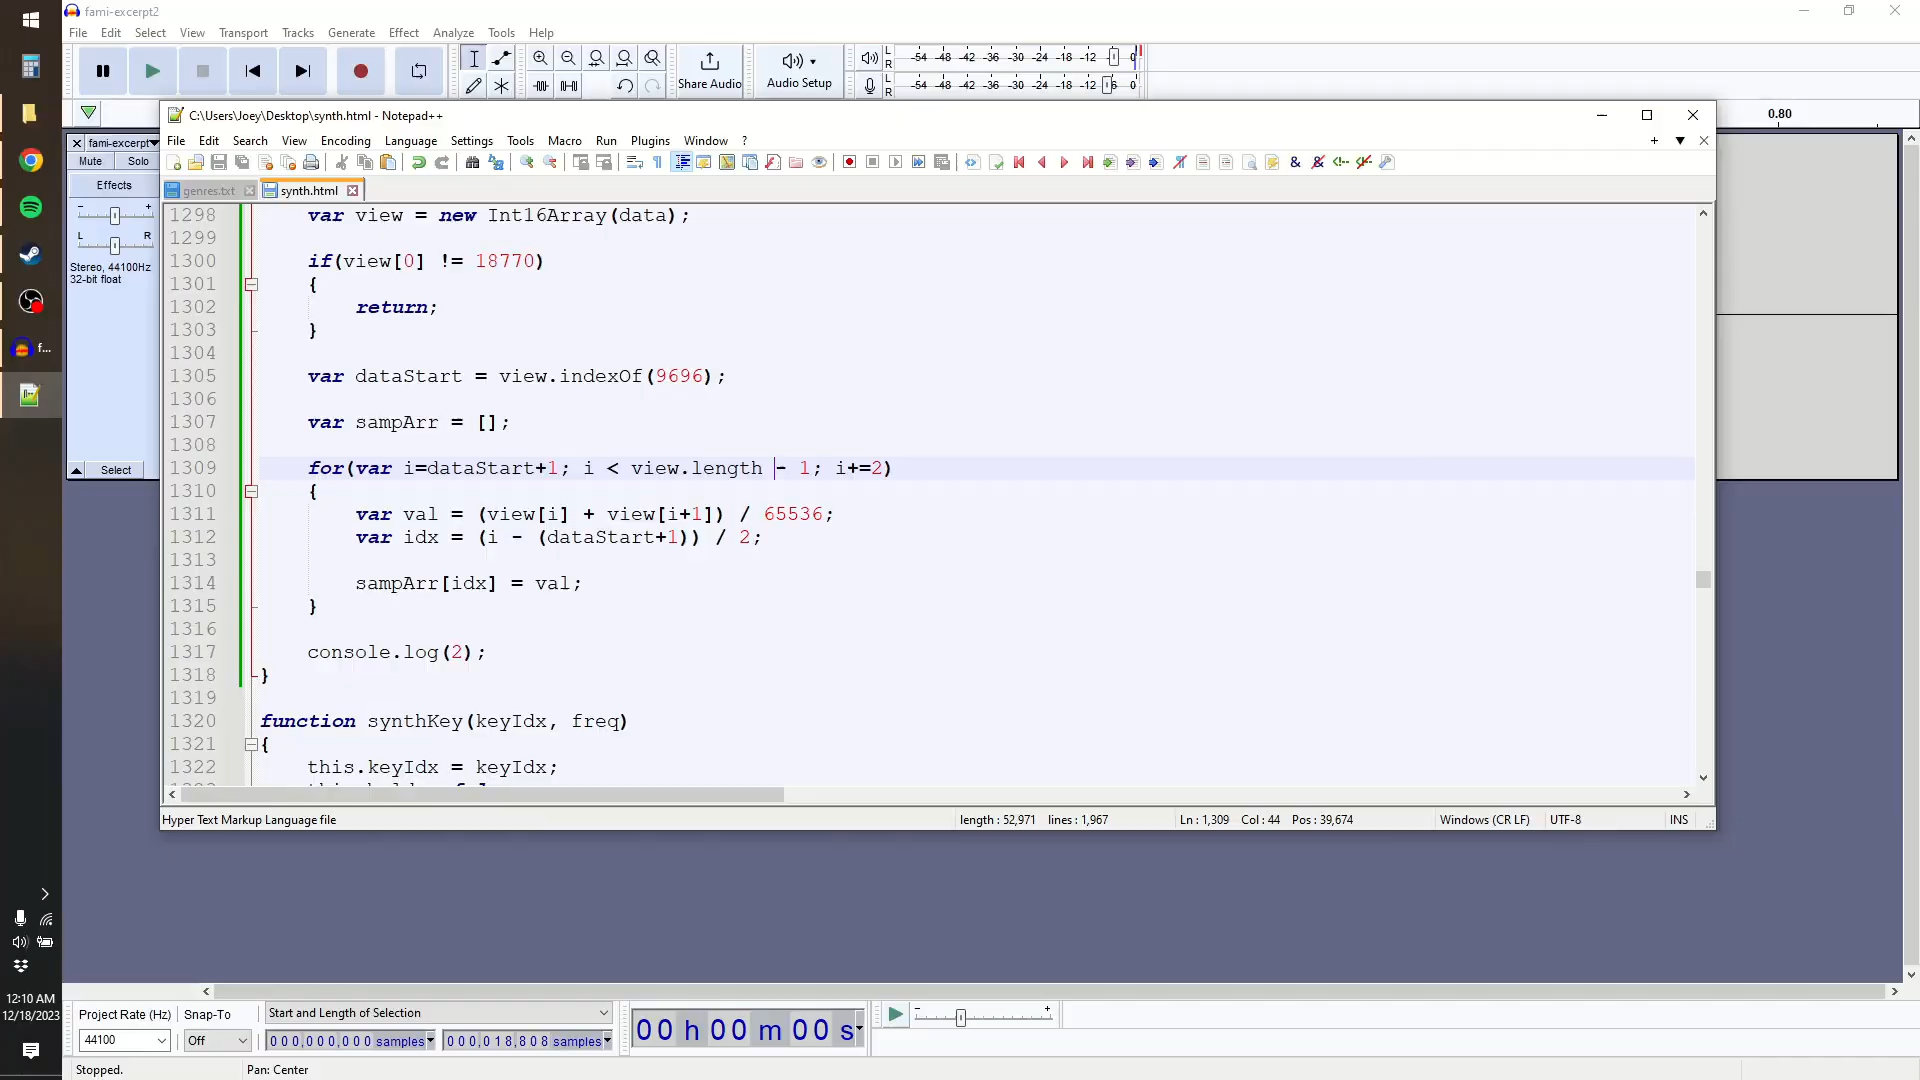 fami-excerpt2
File Edit Select View Transport Tracks Generate Effect Analyze Tools Help
Share Audio
Audio Setup
L R -54 -48 -42 -36 -30 -24 -18 -12 0
L R -54 -48 -42 -36 -30 -24 -18 -12 -6 0
0.80
C:\Users\Joey\Desktop\synth.html - Notepad++
File Edit Search View Encoding Language Settings Tools Macro Run Plugins Window ?
genres.txt synth.html
fami-excerpt
Mute Solo
Effects
- +
L R
Stereo, 44100Hz
32-bit float
Select
1298 var view = new Int16Array(data);
1299
1300 if(view[0] != 18770)
1301 {
1302 return;
1303 }
1304
1305 var dataStart = view.indexOf(9696);
1306
1307 var sampArr = [];
1308
1309 for(var i=dataStart+1; i < view.length - 1; i+=2)
1310 {
1311 var val = (view[i] + view[i+1]) / 65536;
1312 var idx = (i - (dataStart+1)) / 2;
1313
1314 sampArr[idx] = val;
1315 }
1316
1317 console.log(2);
1318 }
1319
1320 function synthKey(keyIdx, freq)
1321 {
1322 this.keyIdx = keyIdx;
Hyper Text Markup Language file length : 52,971 lines : 1,967 Ln : 1,309 Col : 44 Pos : 39,674 Windows (CR LF) UTF-8 INS
f...
12:10 AM
12/18/2023
Project Rate (Hz) Snap-To Start and Length of Selection
44100 Off 000,000,000 samples 000,018,808 samples
00 h 00 m 00 s
- +
Stopped. Pan: Center